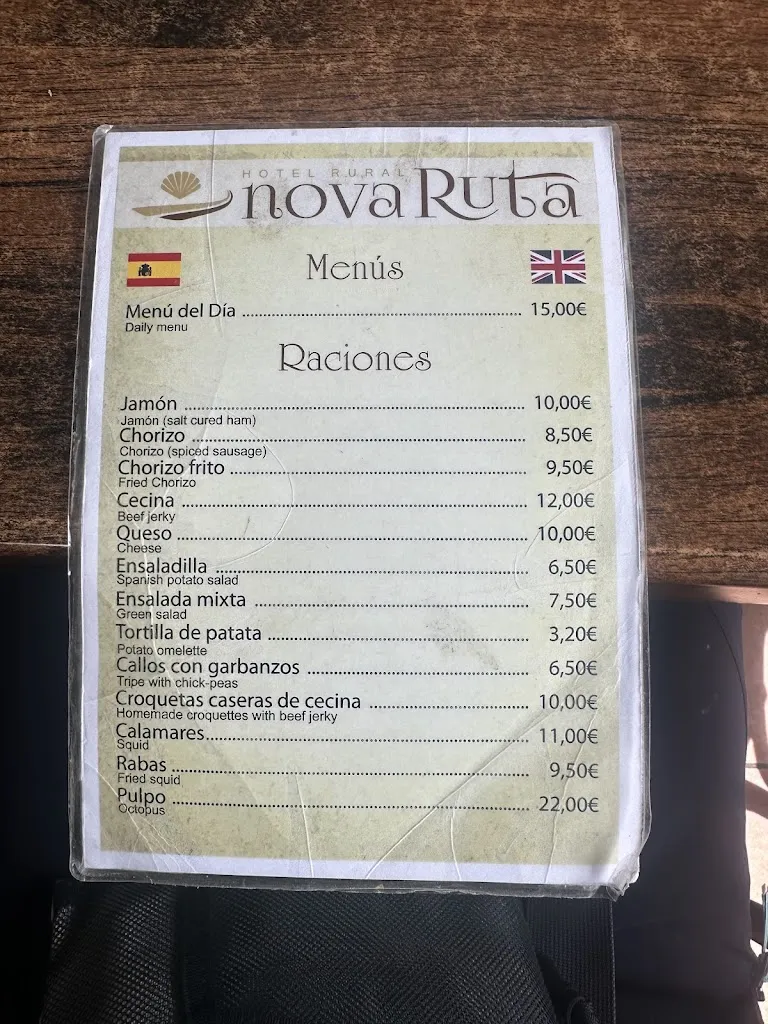 HOTEL RURAL
nova Ruta
Menús
Menú del Día ........ 15,00€
Daily menu
Raciones
Jamón ........ 10,00€
Jamón (salt cured ham)
Chorizo ........ 8,50€
Chorizo (spiced sausage)
Chorizo frito ........ 9,50€
Fried Chorizo
Cecina ........ 12,00€
Beef jerky
Queso ........ 10,00€
Cheese
Ensaladilla ........ 6,50€
Spanish potato salad
Ensalada mixta ........ 7,50€
Green salad
Tortilla de patata ........ 3,20€
Potato omelette
Callos con garbanzos ........ 6,50€
Tripe with chick-peas
Croquetas caseras de cecina ........ 10,00€
Homemade croquettes with beef jerky
Calamares ........ 11,00€
Squid
Rabas ........ 9,50€
Fried squid
Pulpo ........ 22,00€
Octopus